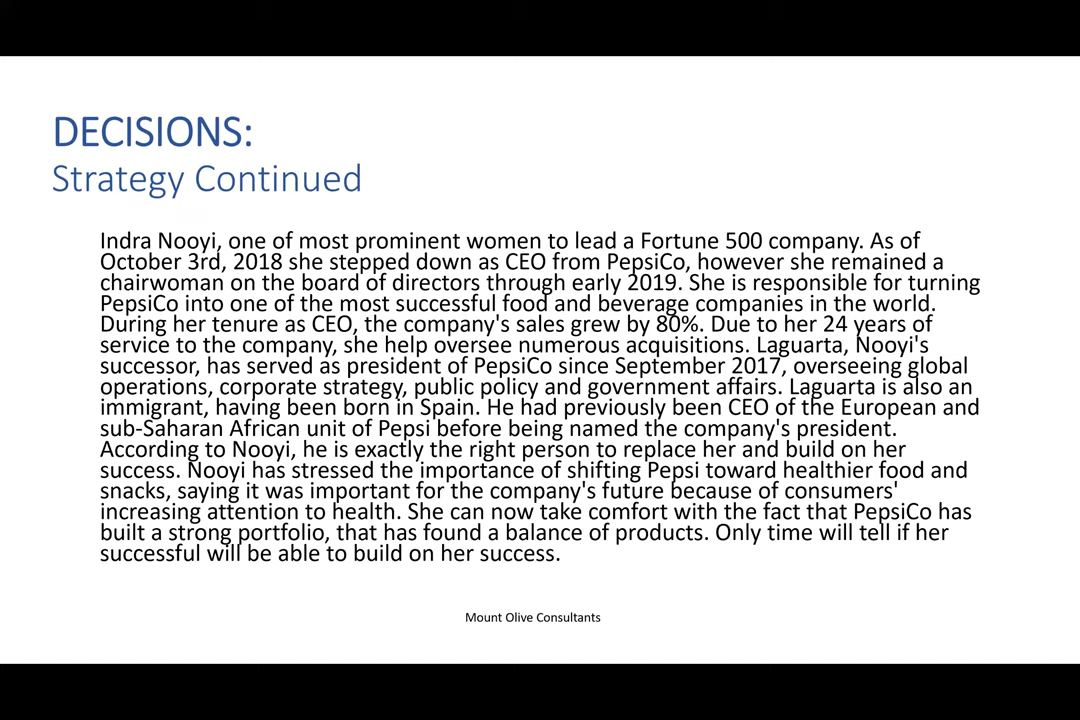 DECISIONS:
Strategy Continued
Indra Nooyi, one of most prominent women to lead a Fortune 500 company. As of
October 3rd, 2018 she stepped down as CEO from PepsiCo, however she remained a
chairwoman on the board of directors through early 2019. She is responsible for turning
PepsiCo into one of the most successful food and beverage companies in the world.
During her tenure as CEO, the company's sales grew by 80%. Due to her 24 years of
service to the company, she help oversee numerous acquisitions. Laguarta, Nooyi's
successor, has served as president of PepsiCo since September 2017, overseeing global
operations, corporate strategy, public policy and government affairs. Laguarta is also an
immigrant, having been born in Spain. He had previously been CEO of the European and
sub-Saharan African unit of Pepsi before being named the company's president.
According to Nooyi, he is exactly the right person to replace her and build on her
success. Nooyi has stressed the importance of shifting Pepsi toward healthier food and
snacks, saying it was important for the company's future because of consumers'
increasing attention to health. She can now take comfort with the fact that PepsiCo has
built a strong portfolio, that has found a balance of products. Only time will tell if her
successful will be able to build on her success.
Mount Olive Consultants